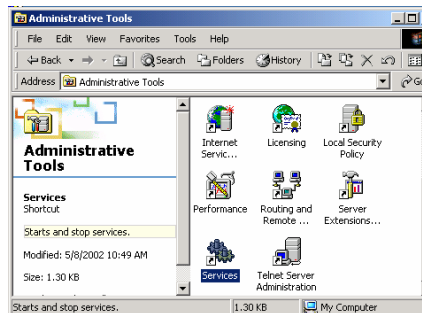 Administrative Tools
File Edit View Favorites Tools Help
Back Search Folders History
Address Administrative Tools
Administrative
Tools
Services
Shortcut
Starts and stop services.
Modified: 5/8/2002 10:49 AM
Size: 1.30 KB
Internet
Servic...
Licensing
Local Security
Policy
Performance
Routing and
Remote ...
Server
Extensions...
Services
Telnet Server
Administration
Starts and stop services. 1.30 KB My Computer